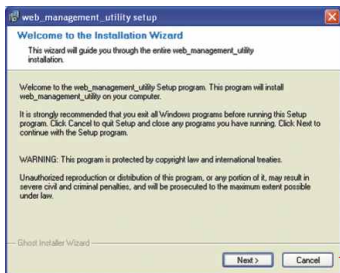 web_management_utility setup
Welcome to the Installation Wizard
This wizard will guide you through the entire web_management_utility
installation.
Welcome to the web_management_utility Setup program. This program will install
web_management_utility on your computer.
It is strongly recommended that you exit all Windows programs before running this Setup
program. Click Cancel to quit Setup and close any programs you have running. Click Next to
continue with the Setup program.
WARNING: This program is protected by copyright law and international treaties.
Unauthorized reproduction or distribution of this program, or any portion of it, may result in
severe civil and criminal penalties, and will be prosecuted to the maximum extent possible
under law.
Ghost Installer Wizard
Next > Cancel